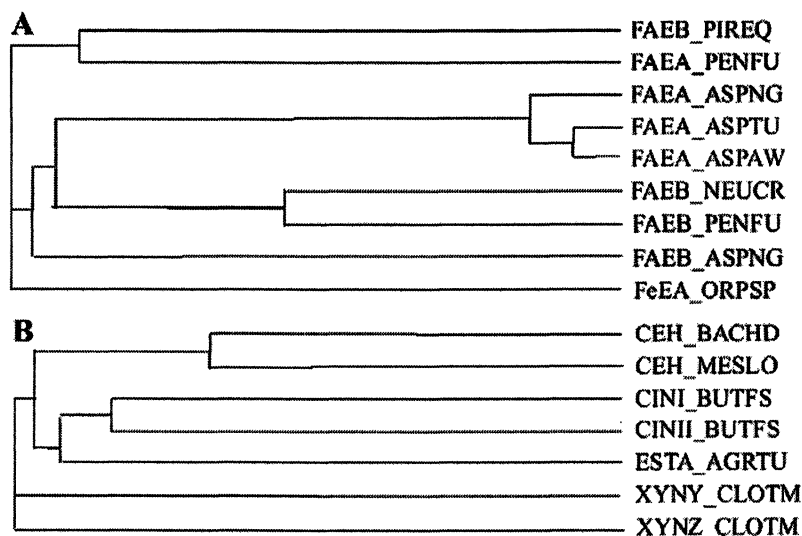 A
FAEB_PIREQ
FAEA_PENFU
FAEA_ASPNG
FAEA_ASPTU
FAEA_ASPAW
FAEB_NEUCR
FAEB_PENFU
FAEB_ASPNG
FeEA_ORPSP
B
CEH_BACHD
CEH_MESLO
CINI_BUTFS
CINII_BUTFS
ESTA_AGRTU
XYNY_CLOTM
XYNZ_CLOTM